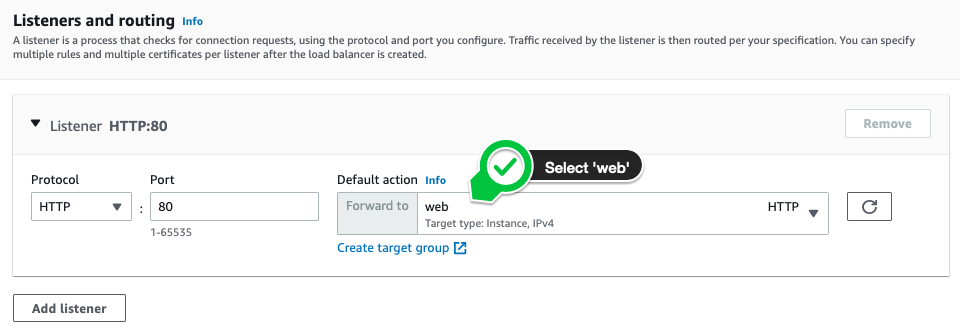 Listeners and routing Info
A listener is a process that checks for connection requests, using the protocol and port you configure. Traffic received by the listener is then routed per your specification. You can specify
multiple rules and multiple certificates per listener after the load balancer is created.
Listener HTTP:80
Remove
Select 'web'
Protocol
Port
Default action Info
HTTP
:
80
Forward to
web
HTTP
Target type: Instance, IPv4
1-65535
Create target group
Add listener